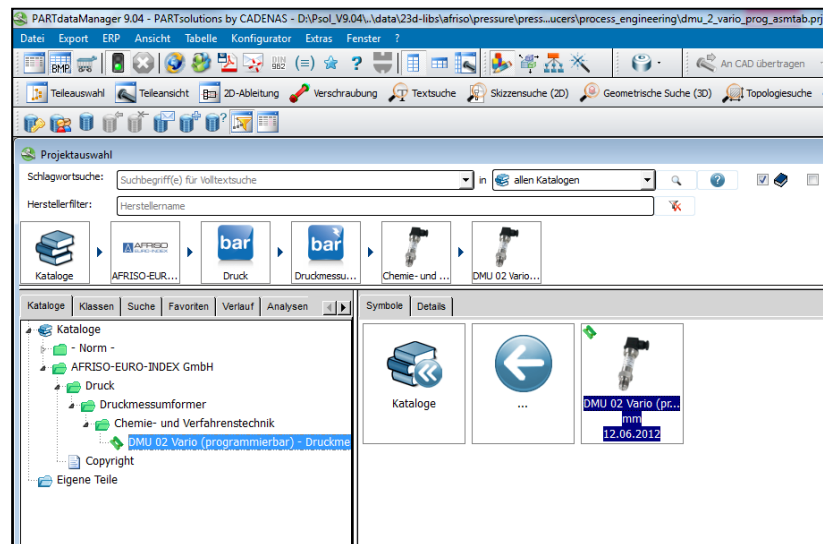 PARTdataManager 9.04 - PARTsolutions by CADENAS - D:\Psol_V9.04\..\data\23d-libs\afriso\pressure\press...ucers\process_engineering\dmu_2_vario_prog_asmtab.prj
Datei Export ERP Ansicht Tabelle Konfigurator Extras Fenster ?
BMP DIN 962 (=) ? An CAD übertragen
Teileauswahl Teileansicht 2D-Ableitung Verschraubung Textsuche Skizzensuche (2D) Geometrische Suche (3D) Topologiesuche
Projektauswahl
Schlagwortsuche: Suchbegriff(e) für Volltextsuche in allen Katalogen
Herstellerfilter: Herstellername
AFRISO EURO-INDEX bar bar
Kataloge AFRISO-EUR... Druck Druckmessu... Chemie- und ... DMU 02 Vario...
Kataloge Klassen Suche Favoriten Verlauf Analysen
Symbole Details
Kataloge
- Norm -
AFRISO-EURO-INDEX GmbH
Druck
Druckmessumformer
Chemie- und Verfahrenstechnik
DMU 02 Vario (programmierbar) - Druckme
Copyright
Eigene Teile
Kataloge ... DMU 02 Vario (pr...
mm
12.06.2012